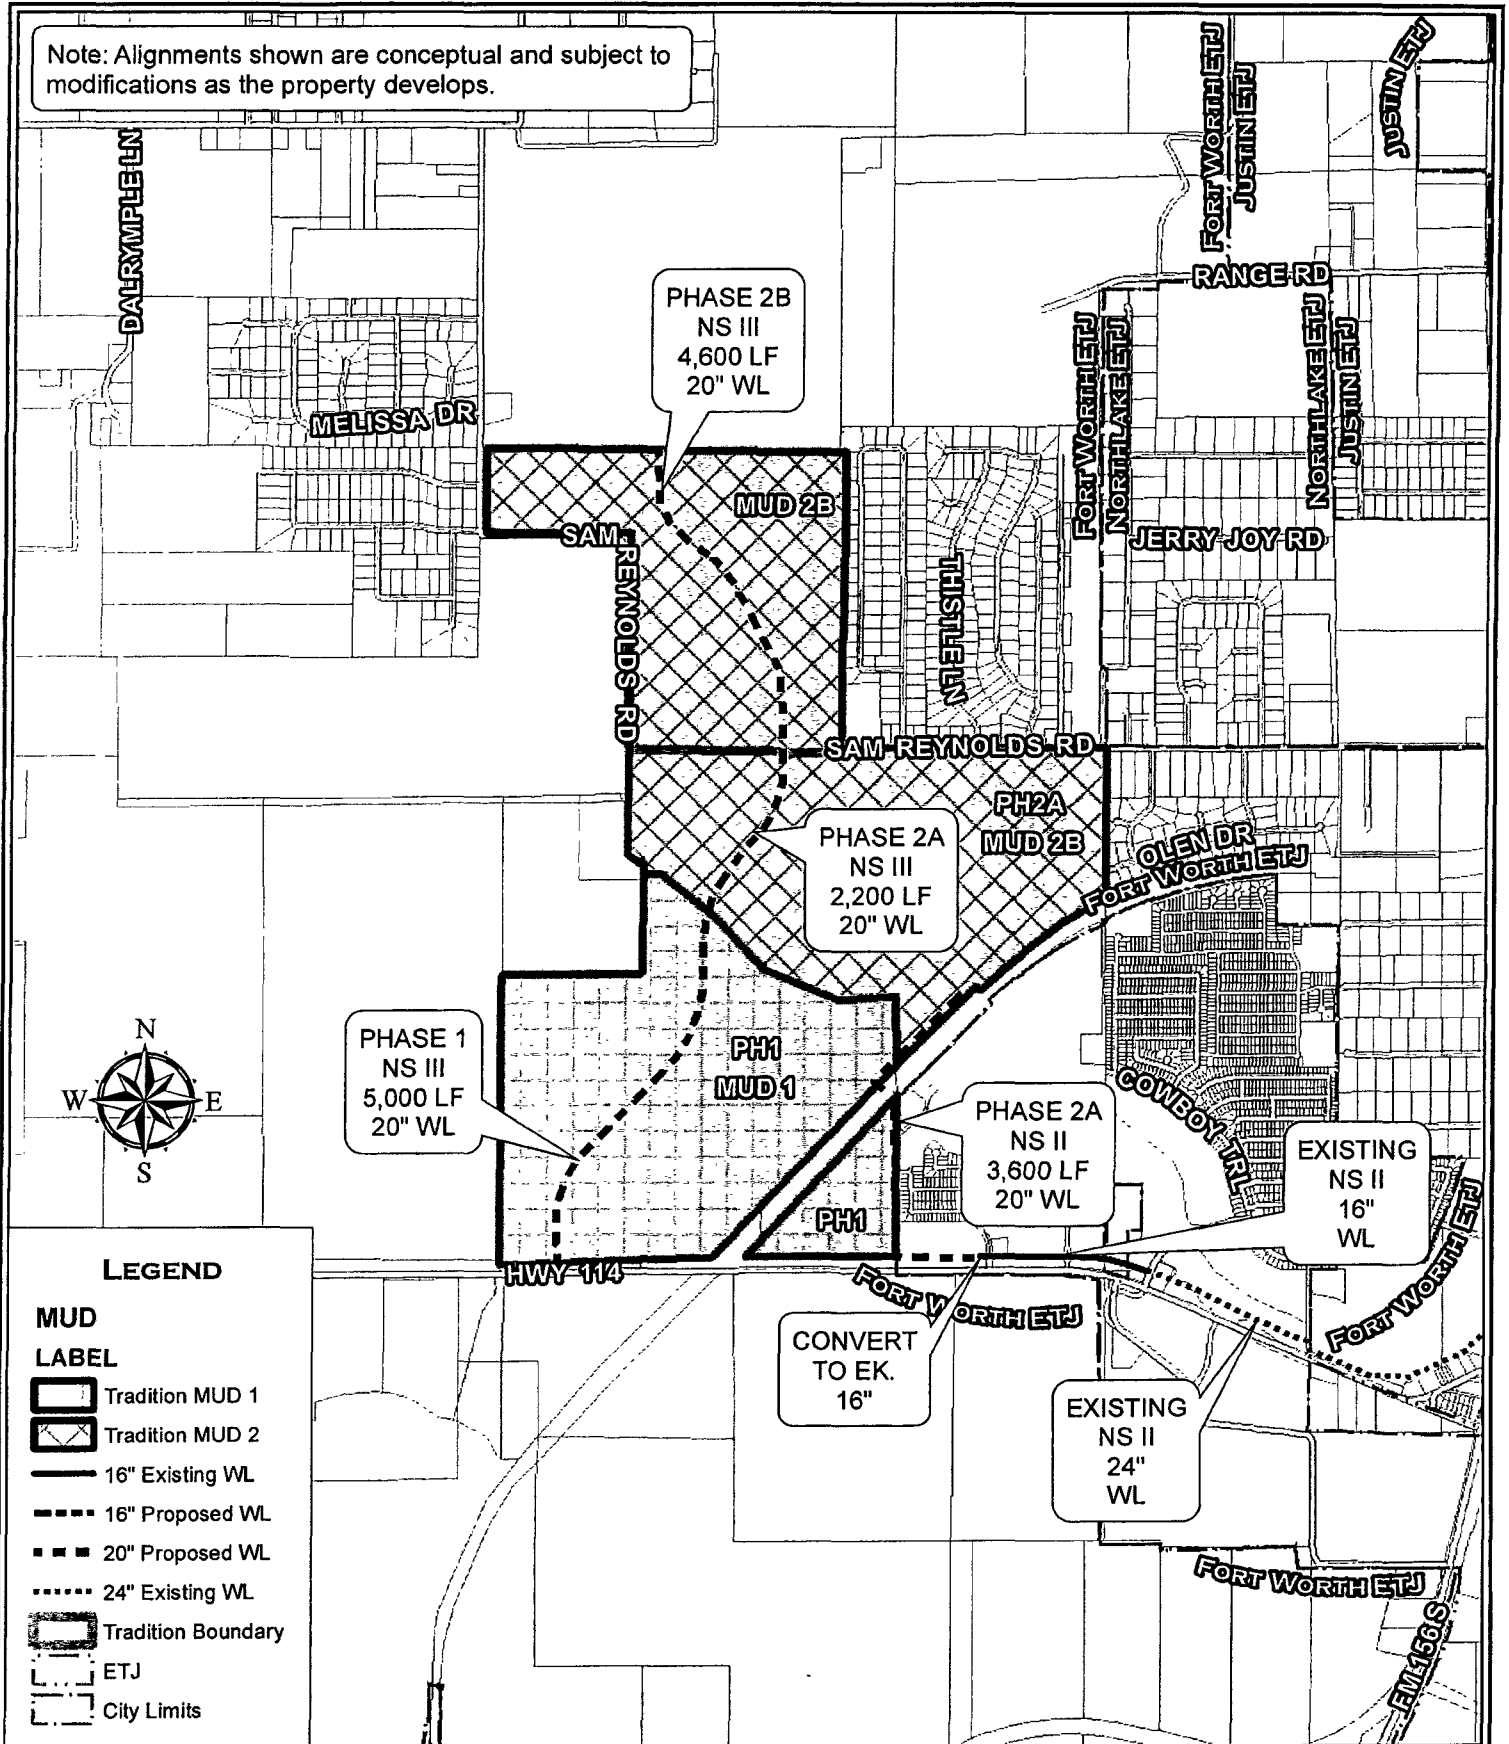 Note: Alignments shown are conceptual and subject to
modifications as the property develops.
DALRYMPLE LN
FORT WORTH ETJ
JUSTIN ETJ
JUSTIN ETJ
RANGE RD
PHASE 2B
NS III
4,600 LF
20" WL
MELISSA DR
FORT WORTH ETJ
NORTHLAKE ETJ
NORTHLAKE ETJ
JUSTIN ETJ
MUD 2B
SAM REYNOLDS RD
JERRY JOY RD
THISTLE LN
SAM REYNOLDS RD
PH2A
MUD 2B
PHASE 2A
NS III
2,200 LF
20" WL
OLEN DR
FORT WORTH ETJ
PHASE 1
NS III
5,000 LF
20" WL
PH1
MUD 1
N
W
E
S
COWBOY TRL
PHASE 2A
NS II
3,600 LF
20" WL
EXISTING
NS II
16"
WL
PH1
HWY 114
FORT WORTH ETJ
FORT WORTH ETJ
CONVERT
TO EK.
16"
EXISTING
NS II
24"
WL
FORT WORTH ETJ
FM 156 S
LEGEND
MUD
LABEL
Tradition MUD 1
Tradition MUD 2
16" Existing WL
16" Proposed WL
20" Proposed WL
24" Existing WL
Tradition Boundary
ETJ
City Limits